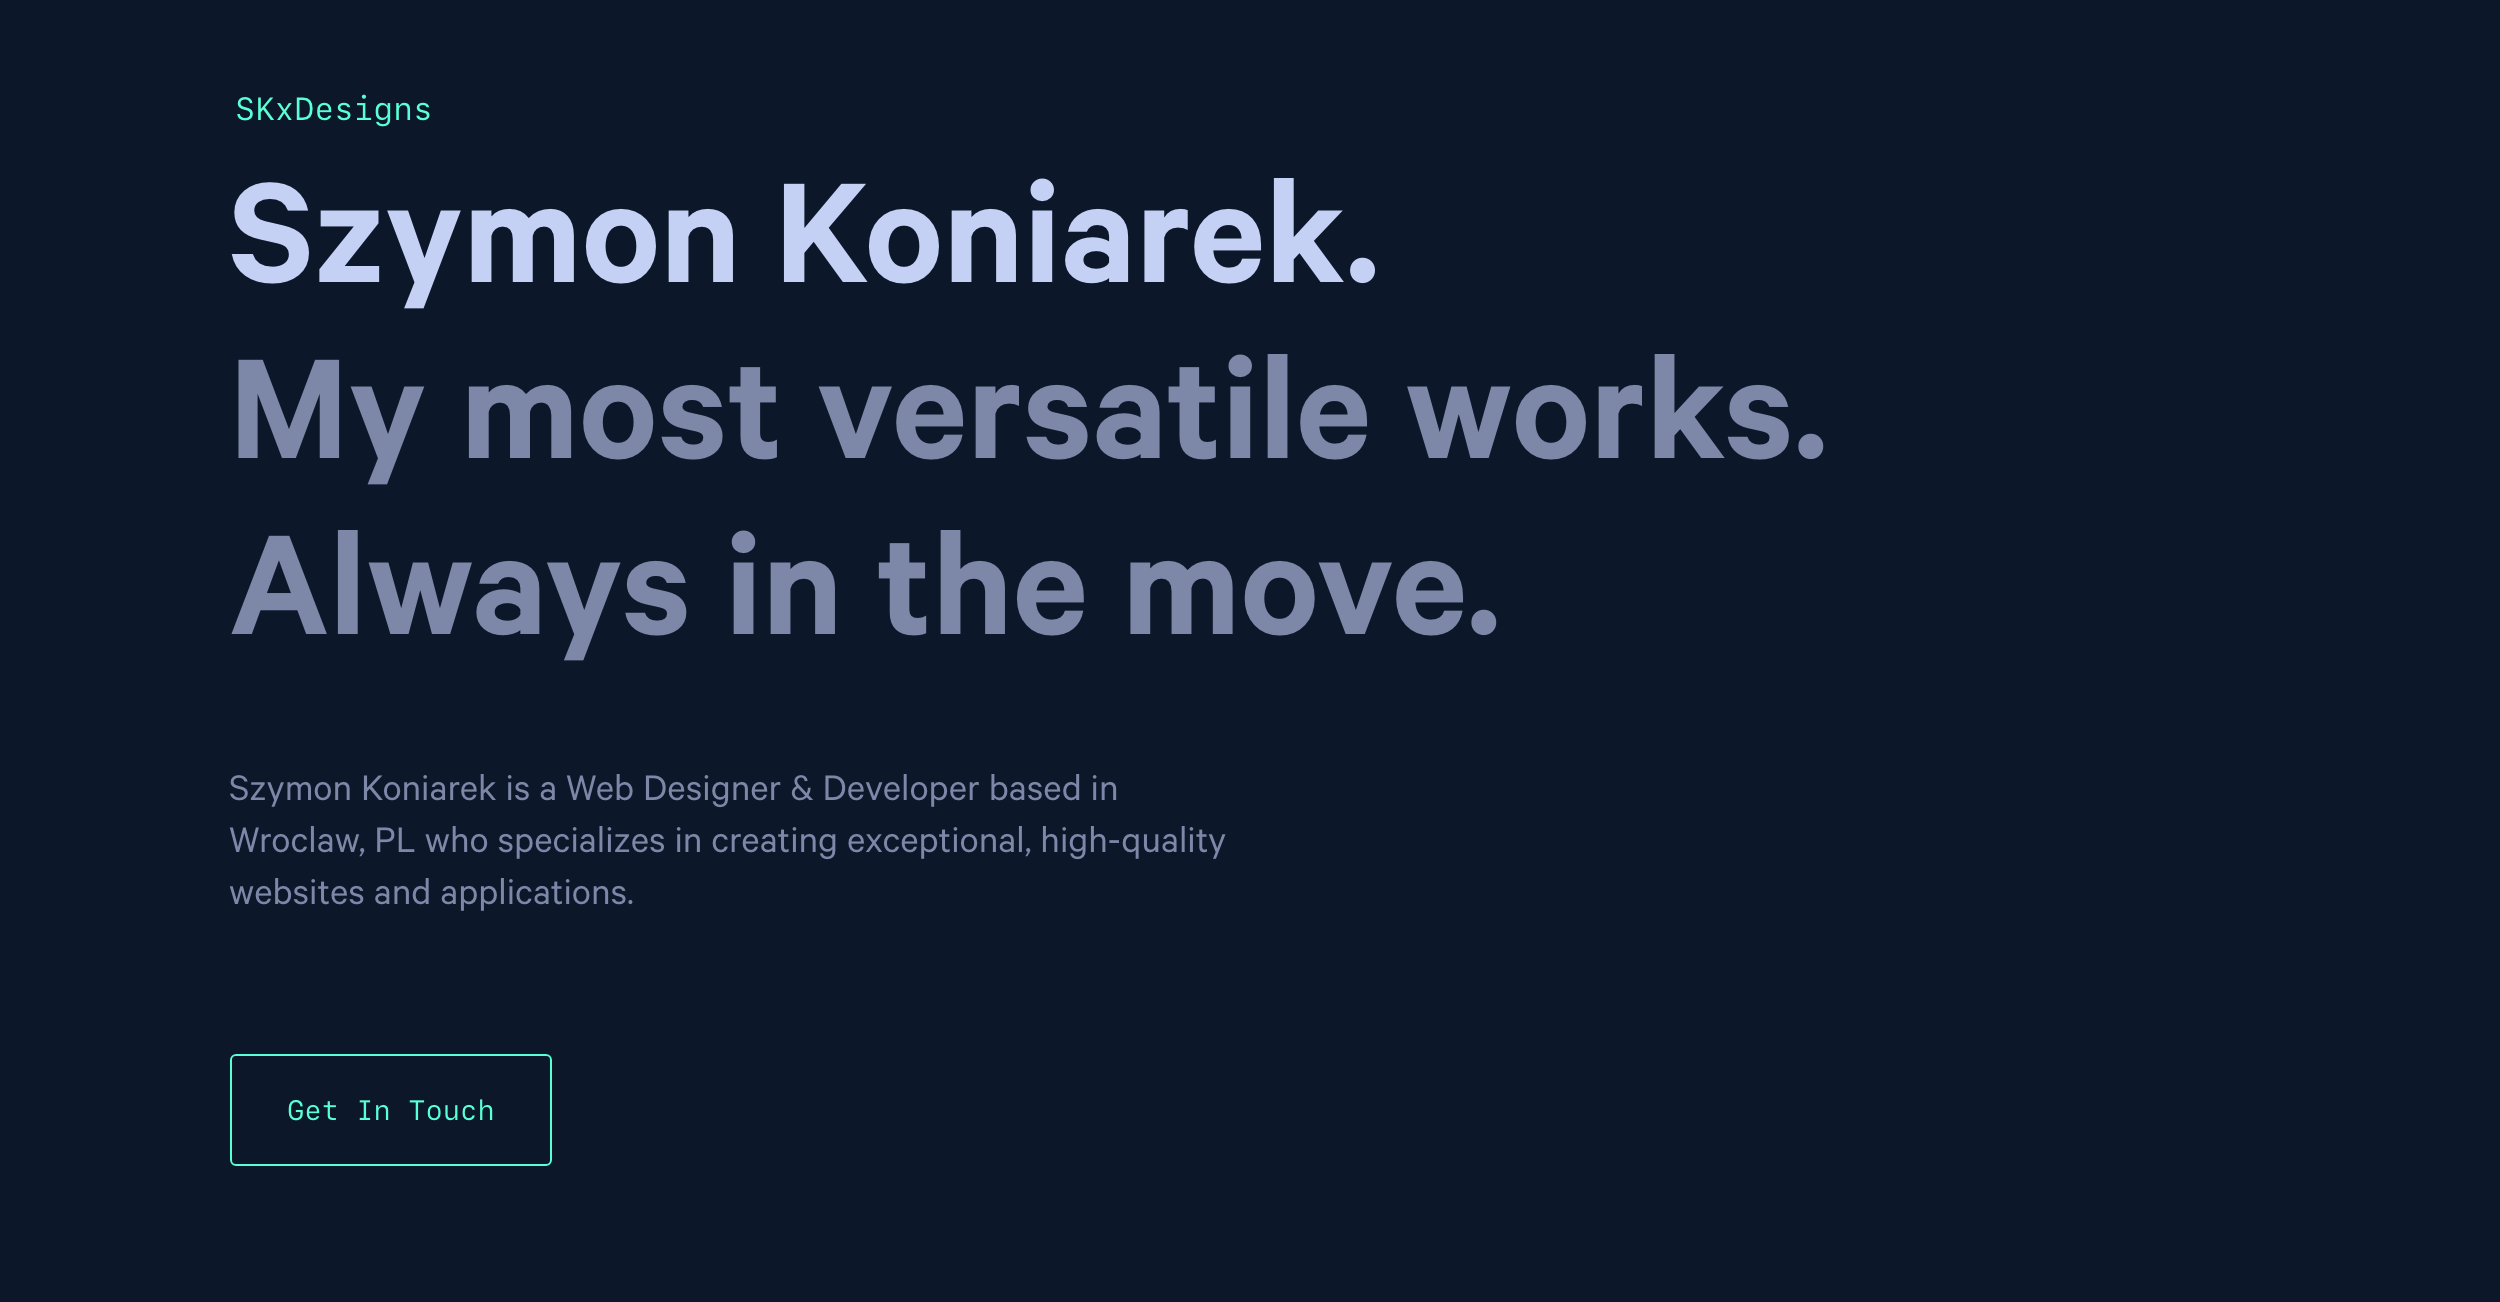 SKxDesigns
Szymon Koniarek.
My most versatile works.
Always in the move.
Szymon Koniarek is a Web Designer & Developer based in
Wroclaw, PL who specializes in creating exceptional, high-quality
websites and applications.
Get In Touch